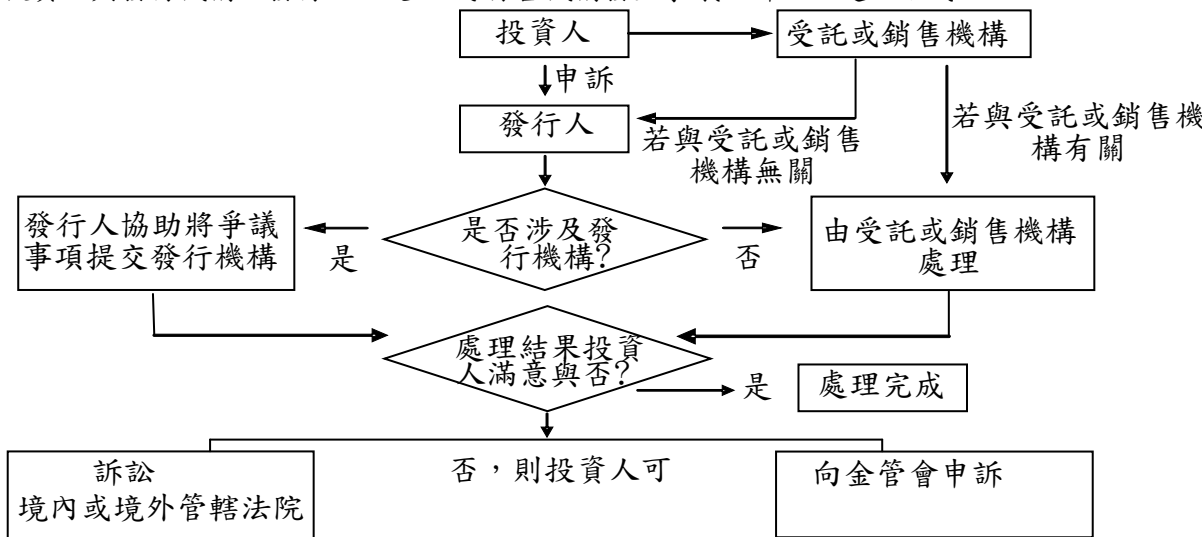 投資人
受託或銷售機構
申訴
發行人
若與受託或銷售
機構無關
若與受託或銷售機
構有關
發行人協助將爭議
事項提交發行機構
是
是否涉及發
行機構?
否
由受託或銷售機構
處理
處理結果投資
人滿意與否?
是
處理完成
訴訟
境內或境外管轄法院
否，則投資人可
向金管會申訴